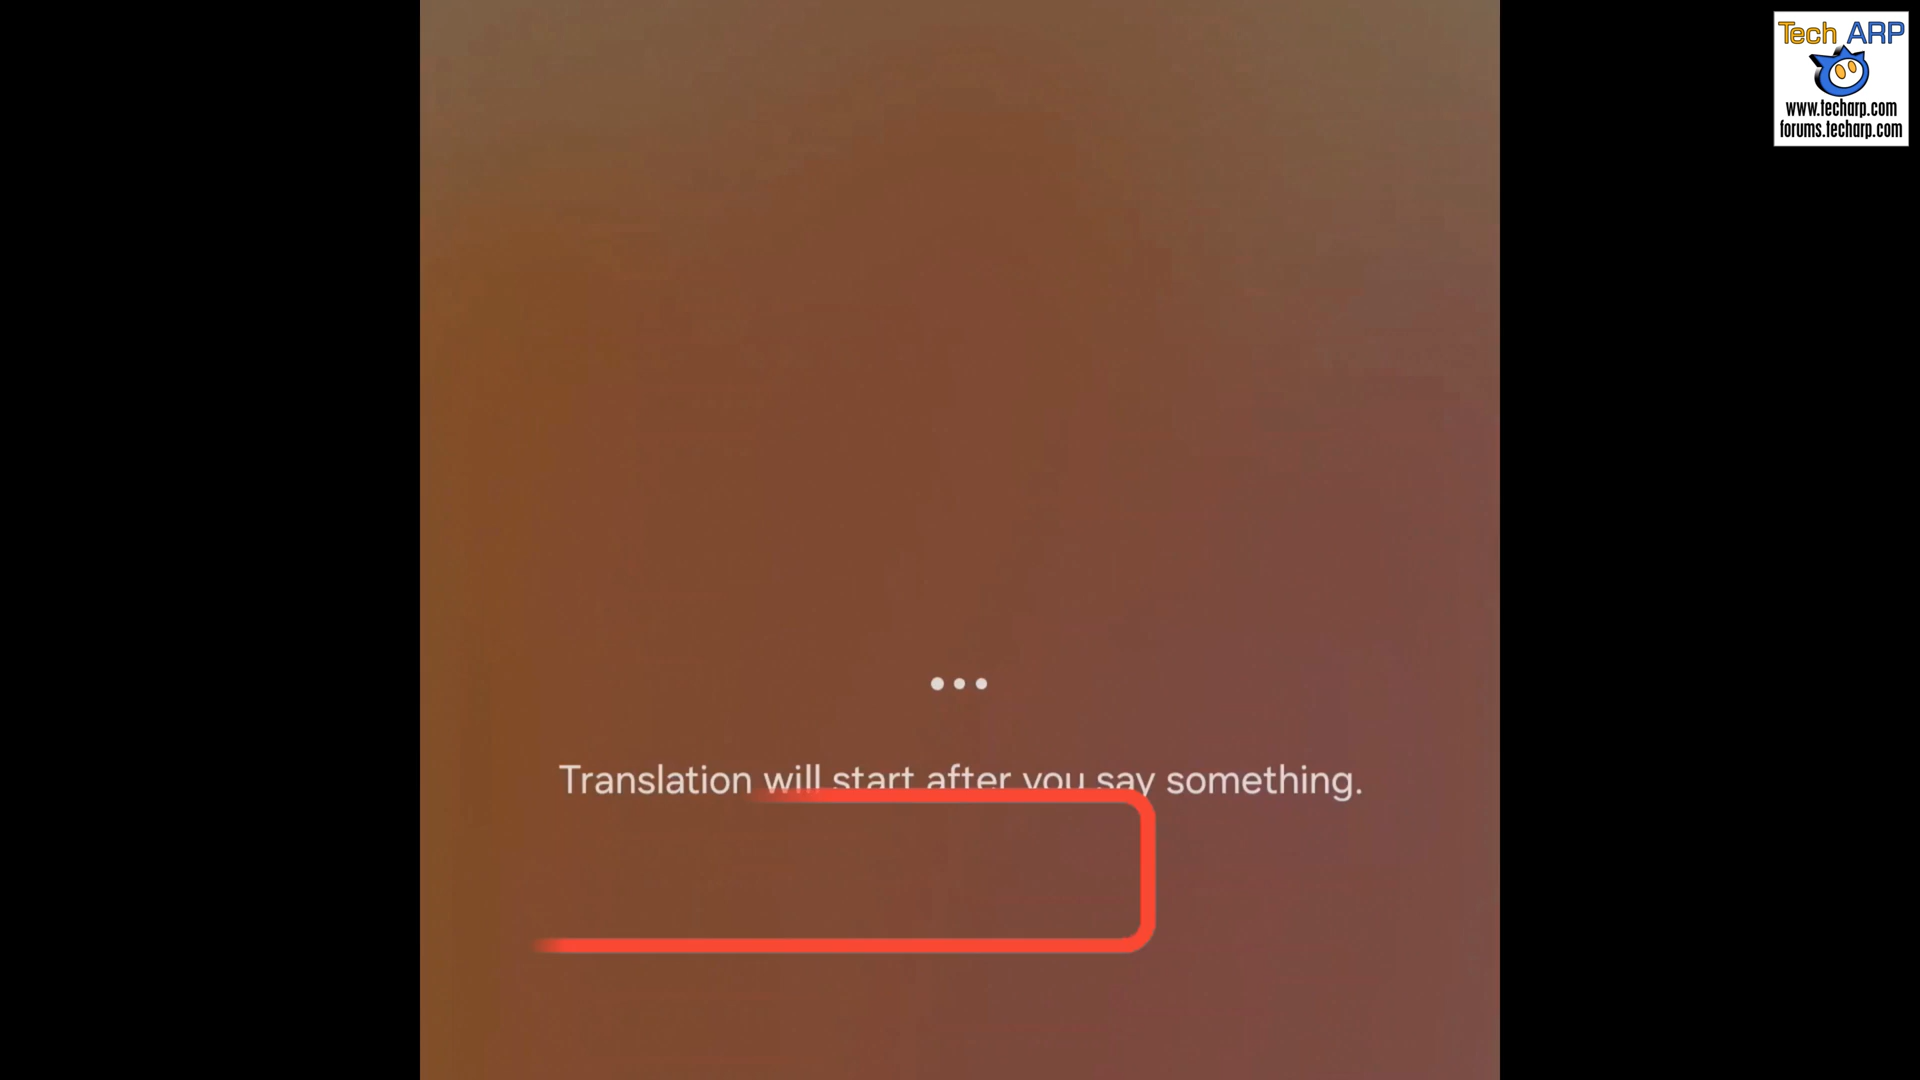 Tech ARP
www.techarp.com
forums.techarp.com
Translation will start after you say something.